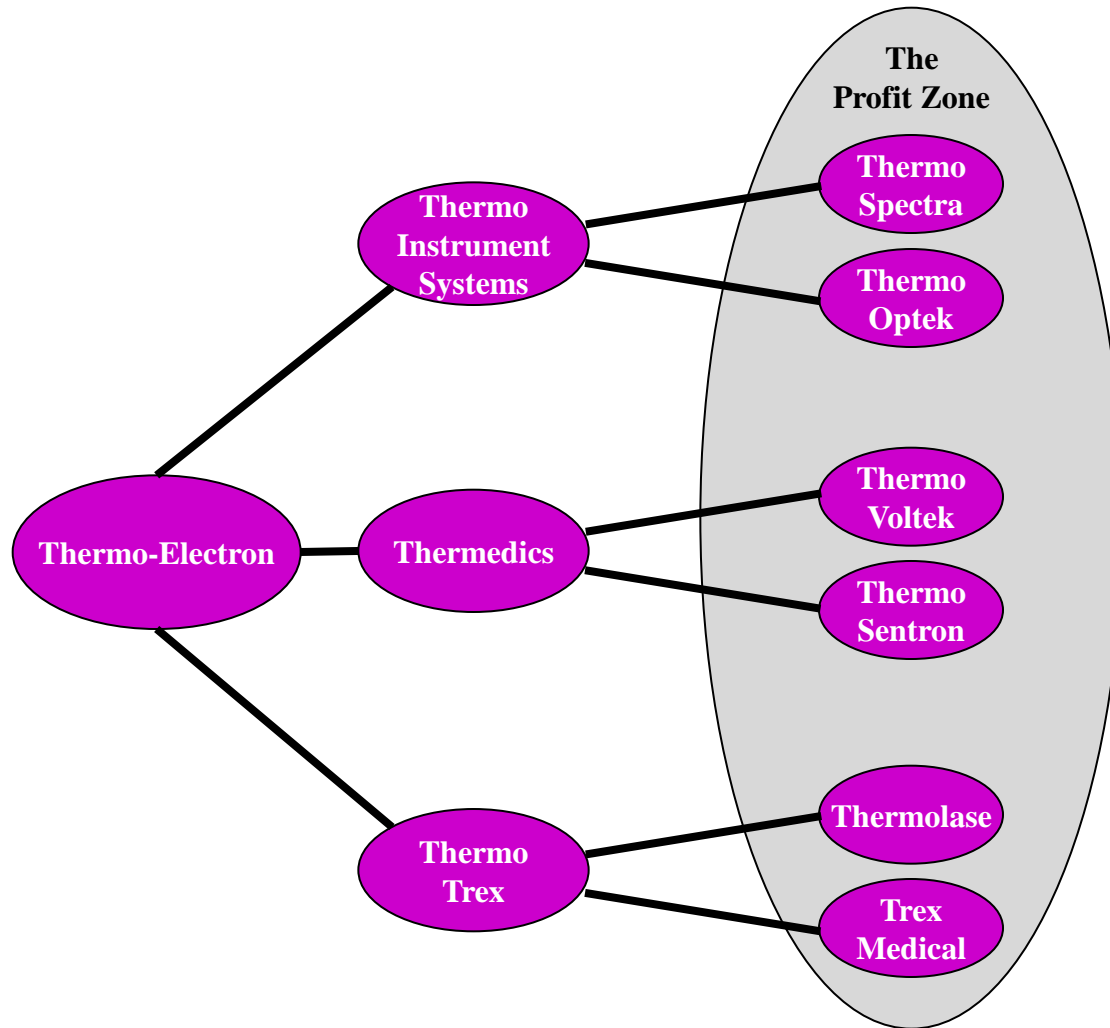 The
Profit Zone
Thermo
Spectra
Thermo
Instrument
Systems
Thermo
Optek
Thermo
Voltek
Thermo-Electron
Thermedics
Thermo
Sentron
Thermolase
Thermo
Trex
Trex
Medical